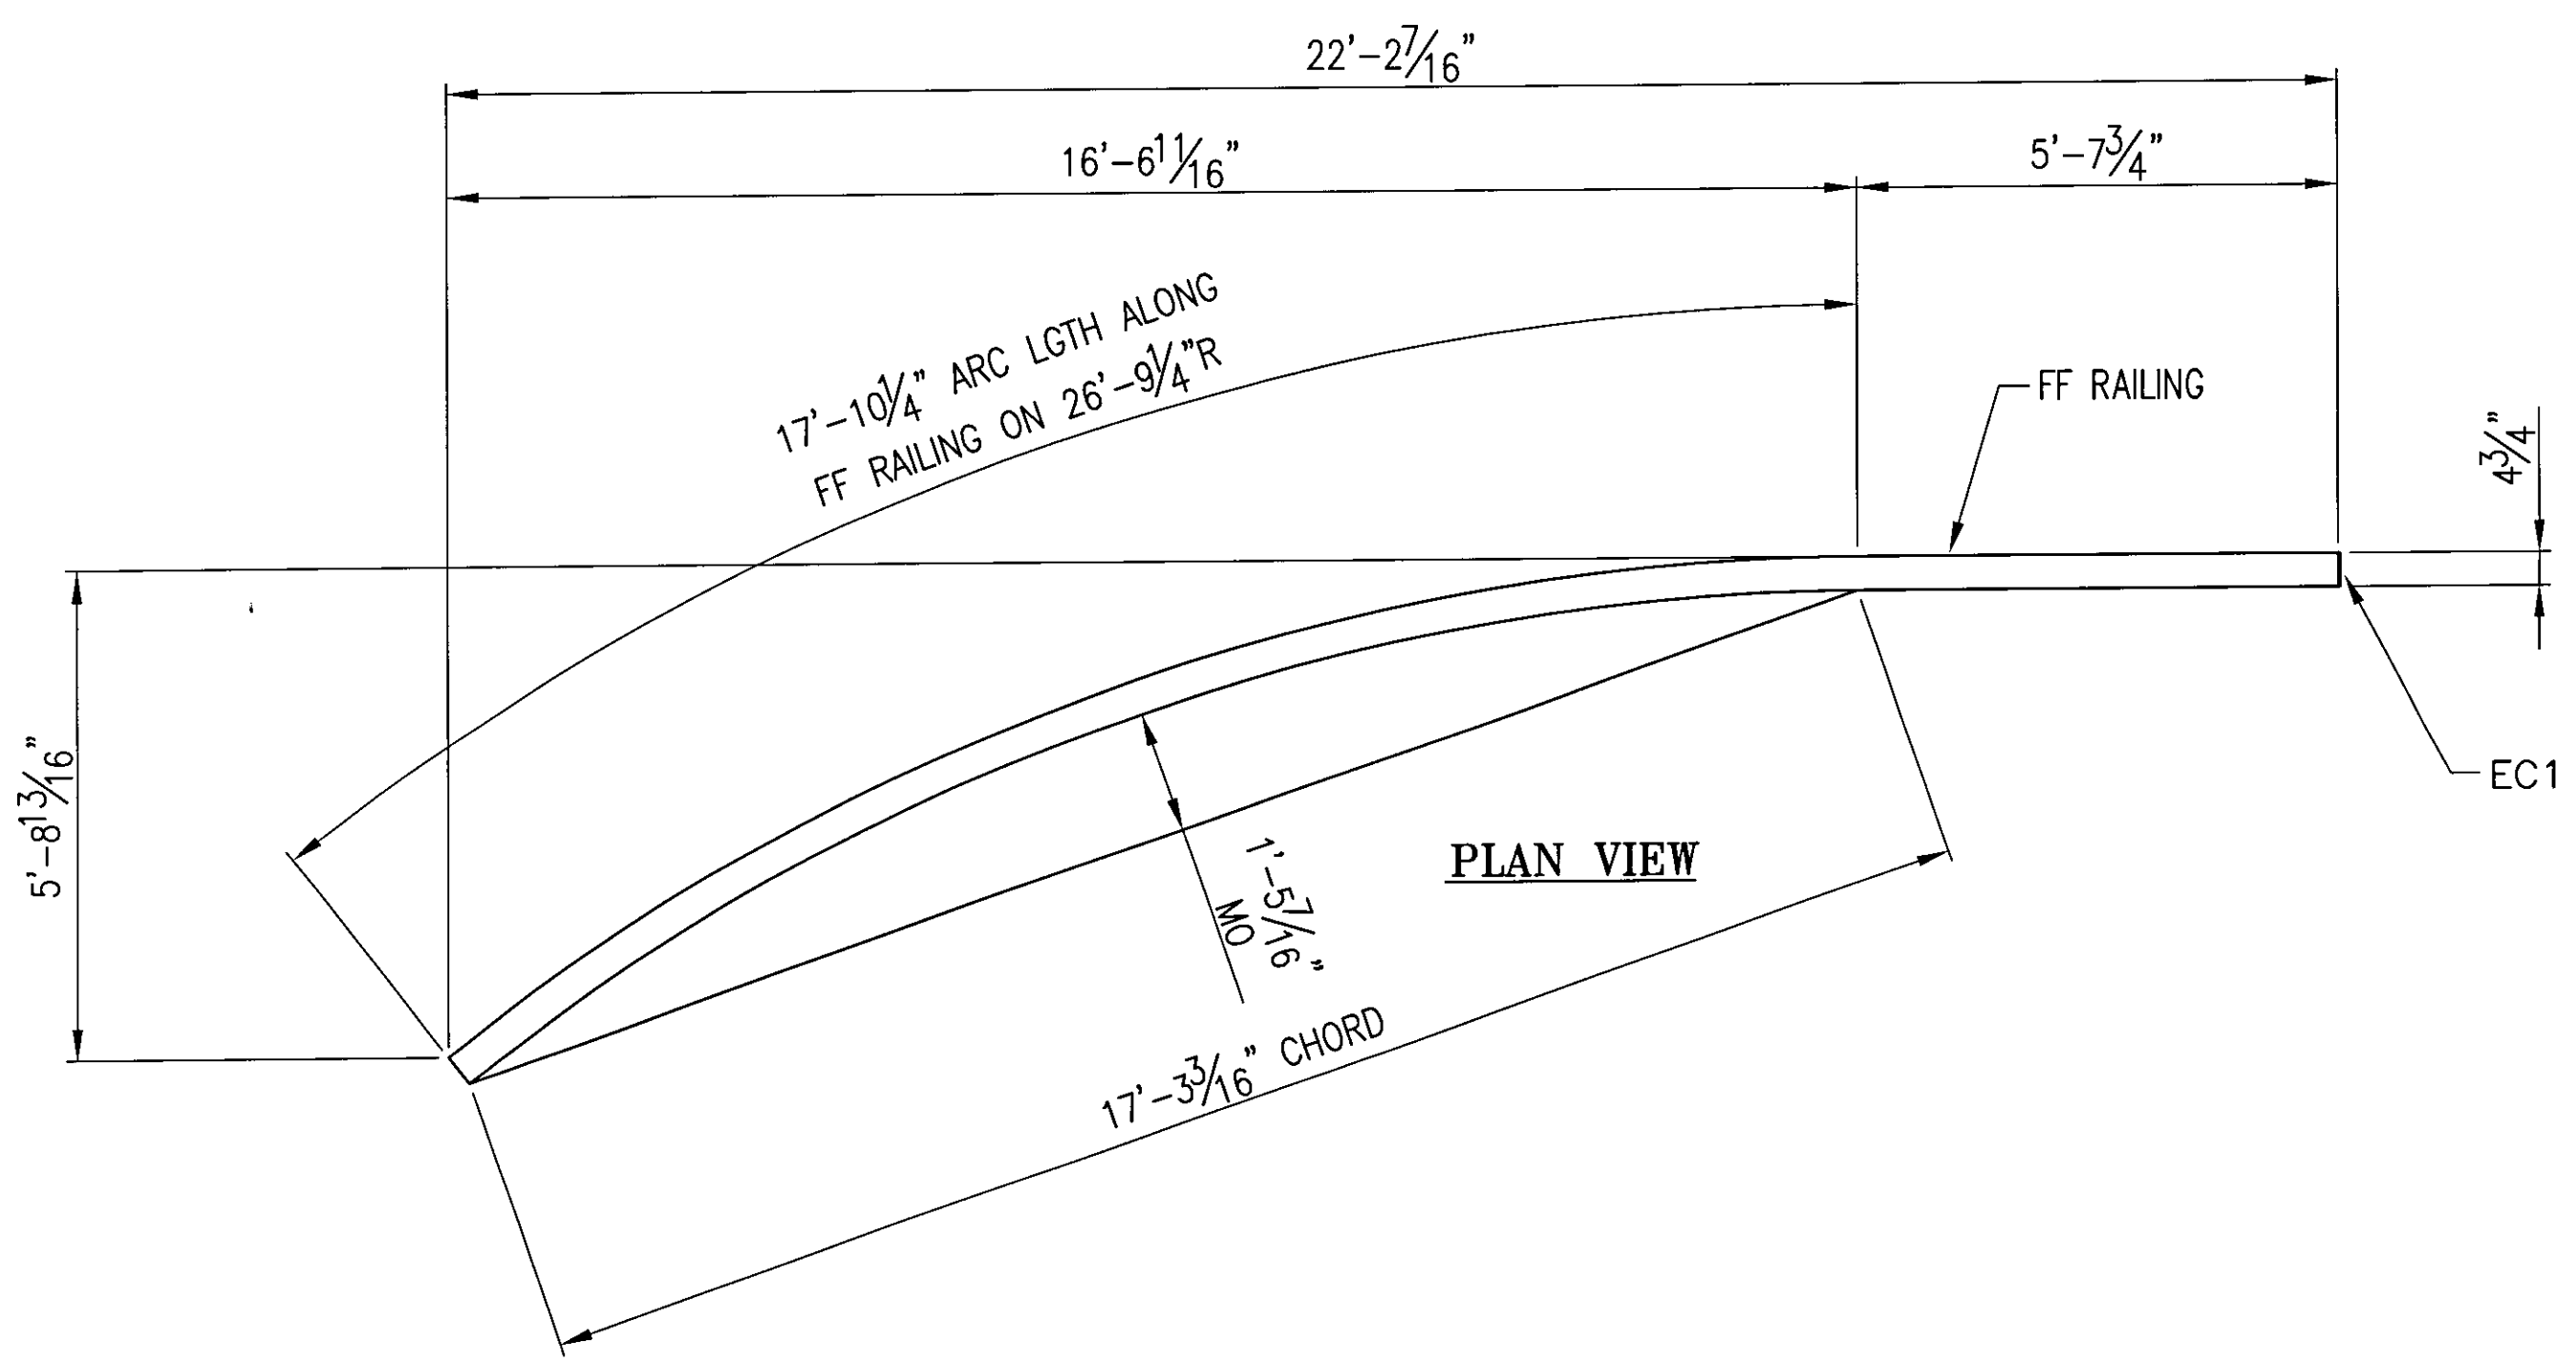 22'-2 7/16"
16'-6 11/16"
5'-7 3/4"
17'-10 1/4" ARC LGTH ALONG
FF RAILING ON 26'-9 1/4"R
FF RAILING
4 3/4"
5'-8 13/16"
EC1
1'-5 7/16"
MO
PLAN VIEW
17'-3 3/16" CHORD